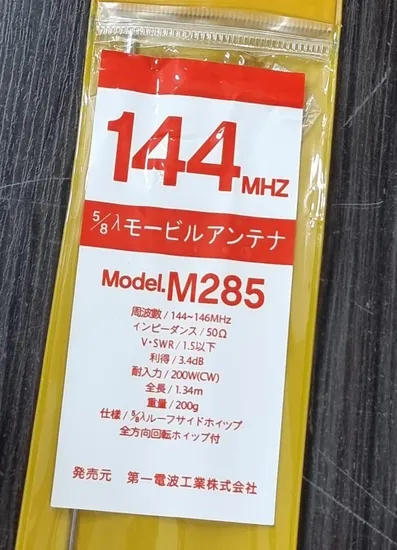 144MHZ
5/8λモービルアンテナ
Model.M285
周波数/144~146MHz
インピーダンス/50Ω
V・SWR/1.5以下
利得/3.4dB
耐入力/200W(CW)
全長/1.34m
重量/200g
仕様/5/8λルーフサイドホイップ
全方向回転ホイップ付
発売元 第一電波工業株式会社